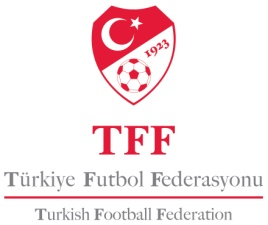 1923
TFF
Türkiye Futbol Federasyonu
Turkish Football Federation